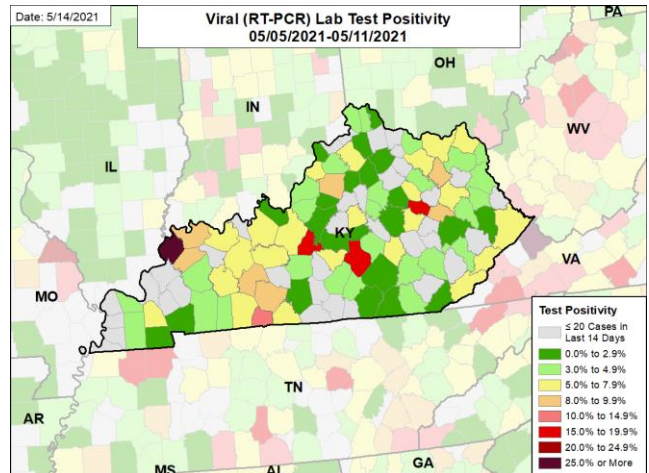 Date: 5/14/2021
Viral (RT-PCR) Lab Test Positivity
05/05/2021-05/11/2021
PA
OH
IN
WV
IL
KY
VA
MO
TN
AR
MS
AL
GA
Test Positivity
≤ 20 Cases in
Last 14 Days
0.0% to 2.9%
3.0% to 4.9%
5.0% to 7.9%
8.0% to 9.9%
10.0% to 14.9%
15.0% to 19.9%
20.0% to 24.9%
25.0% or More